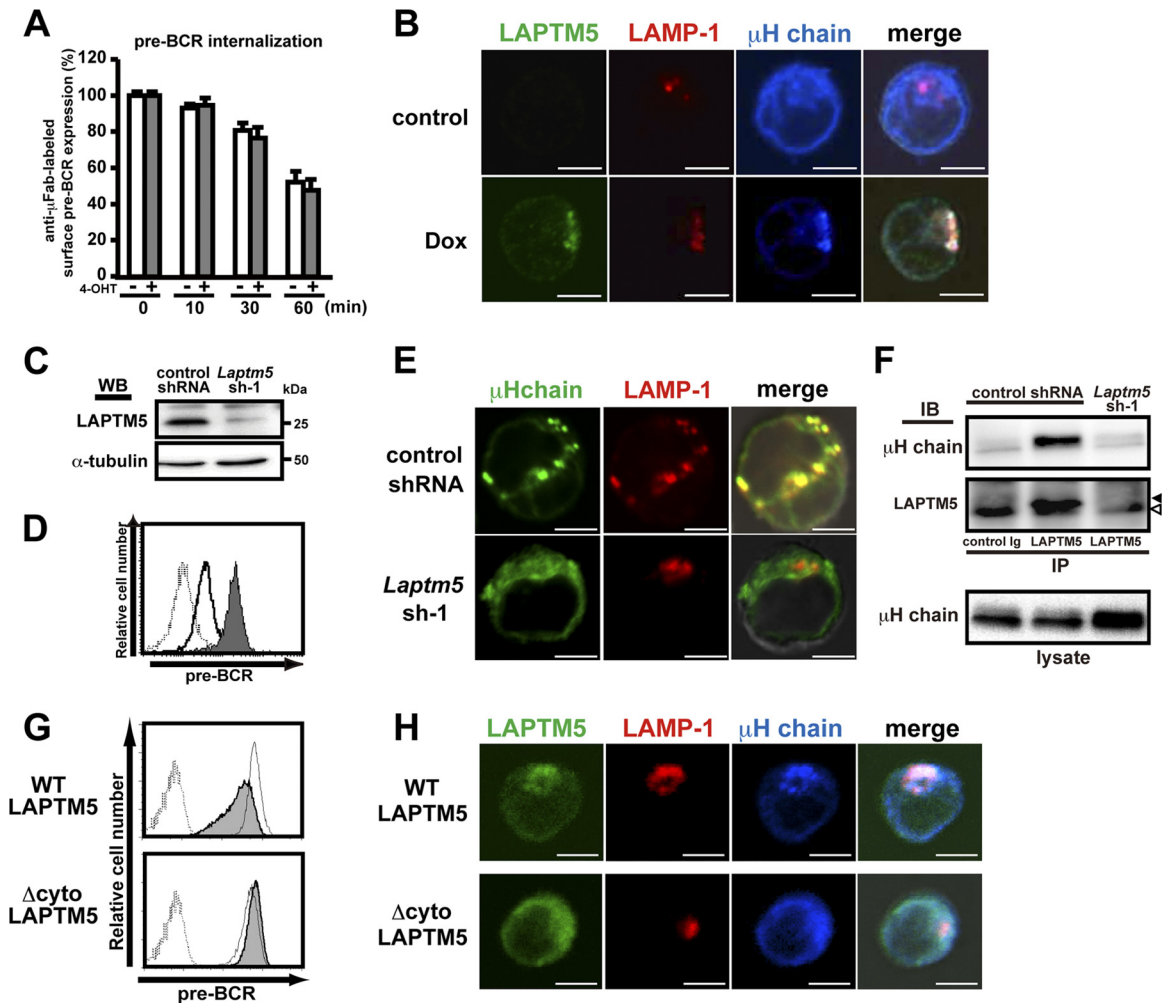 A
pre-BCR internalization
anti-μFab-labeled
surface pre-BCR expression (%)
120
100
80
60
40
20
0
4-OHT
- + - + - + - +
0 10 30 60 (min)
B
LAPTM5 LAMP-1 μH chain merge
control
Dox
C
WB
control
shRNA
Laptm5
sh-1
kDa
LAPTM5
25
α-tubulin
50
D
Relative cell number
pre-BCR
E
μHchain LAMP-1 merge
control
shRNA
Laptm5
sh-1
F
IB
control shRNA
Laptm5
sh-1
μH chain
LAPTM5
control Ig LAPTM5 LAPTM5
IP
μH chain
lysate
G
WT
LAPTM5
Δcyto
LAPTM5
Relative cell number
pre-BCR
H
LAPTM5 LAMP-1 μH chain merge
WT
LAPTM5
Δcyto
LAPTM5